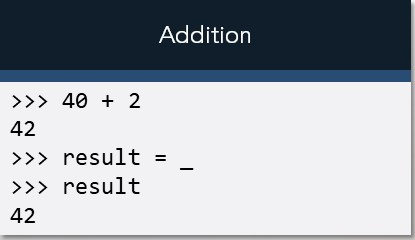 Addition
>>> 40 + 2
42
>>> result = _
>>> result
42